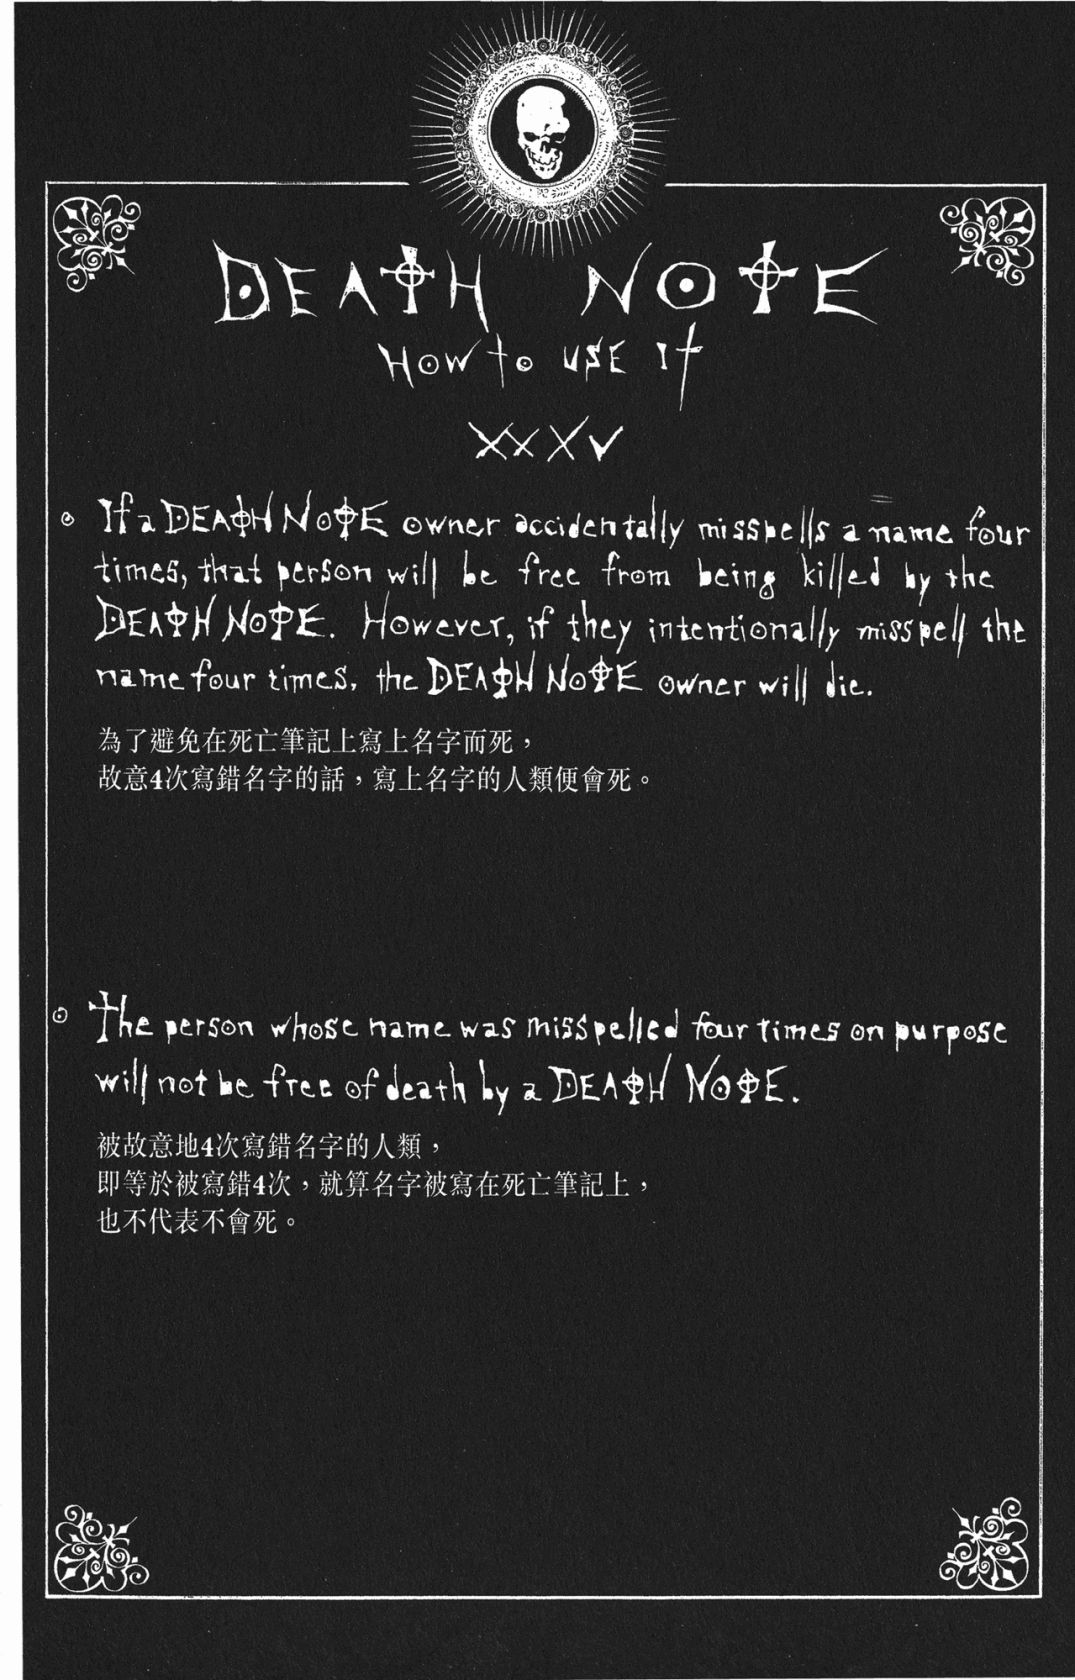 DEATH NOTE
How to use it
XXXV
If a DEATH NOTE owner accidentally misspells a name four
times, that person will be free from being killed by the
DEATH NOTE. However, if they intentionally misspell the
name four times, the DEATH NOTE owner will die.
為了避免在死亡筆記上寫上名字而死，
故意4次寫錯名字的話，寫上名字的人類便會死。
The person whose name was misspelled four times on purpose
will not be free of death by a DEATH NOTE.
被故意地4次寫錯名字的人類，
即等於被寫錯4次，就算名字被寫在死亡筆記上，
也不代表不會死。